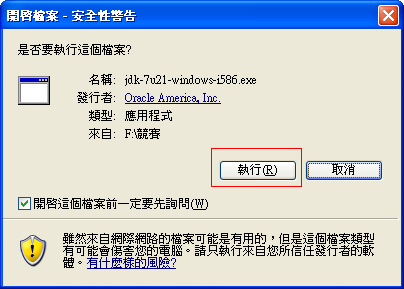 開啓檔案 - 安全性警告
是否要執行這個檔案?
名稱: jdk-7u21-windows-i586.exe
發行者: Oracle America, Inc.
類型: 應用程式
來自: F:\競賽
執行(R) 取消
開啓這個檔案前一定要先詢問(W)
雖然來自網際網路的檔案可能是有用的，但是這個檔案類型
有可能會傷害您的電腦。請只執行來自您所信任發行者的軟
體。有什麼樣的風險?